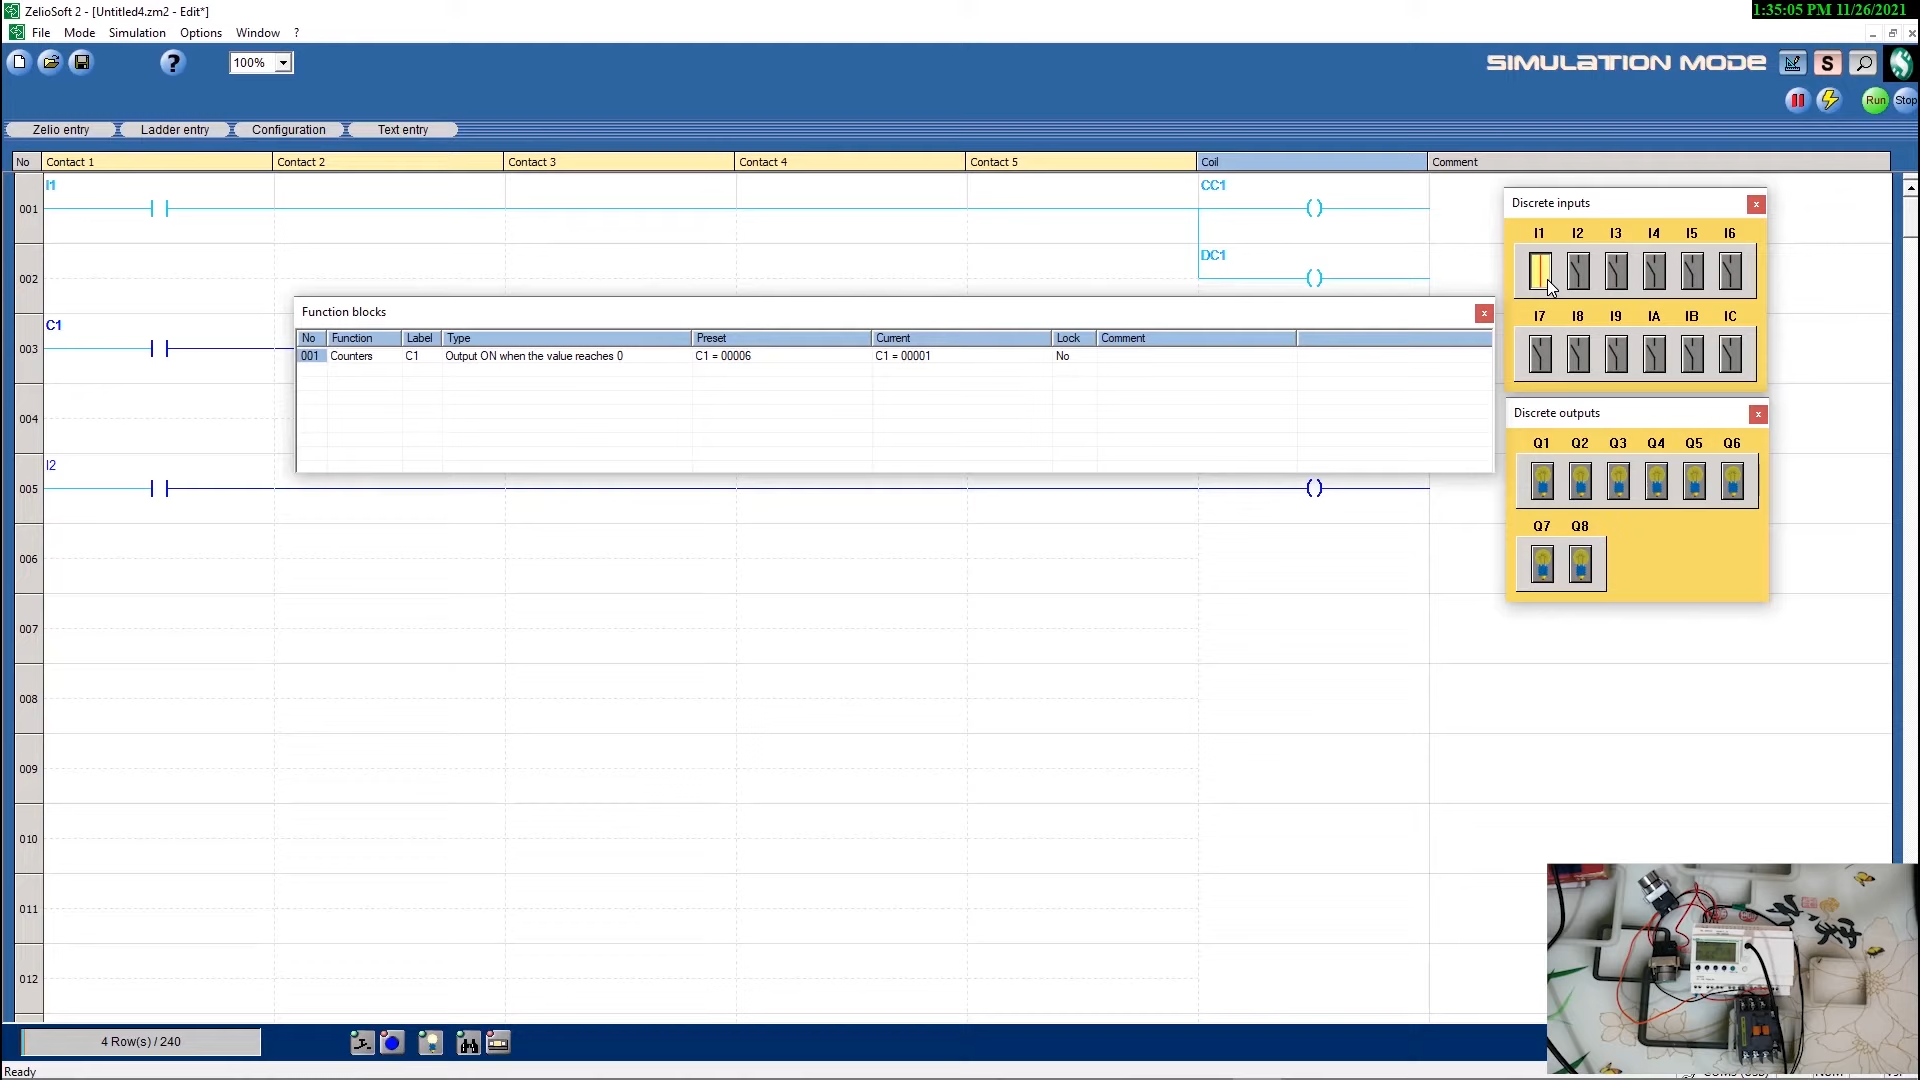 ZelioSoft 2 - [Untitled4.zm2 - Edit*]
1:35:05 PM 11/26/2021
File Mode Simulation Options Window ?
100%
SIMULATION MODE
S
Run Stop
Zelio entry Ladder entry Configuration Text entry
No Contact 1 Contact 2 Contact 3 Contact 4 Contact 5 Coil Comment
I1 CC1
001
DC1
002
C1
003
004
I2
005
006
007
008
009
010
011
012
Function blocks
No Function Label Type Preset Current Lock Comment
001 Counters C1 Output ON when the value reaches 0 C1 = 00006 C1 = 00001 No
Discrete inputs
I1 I2 I3 I4 I5 I6
I7 I8 I9 IA IB IC
Discrete outputs
Q1 Q2 Q3 Q4 Q5 Q6
Q7 Q8
4 Row(s) / 240
Ready